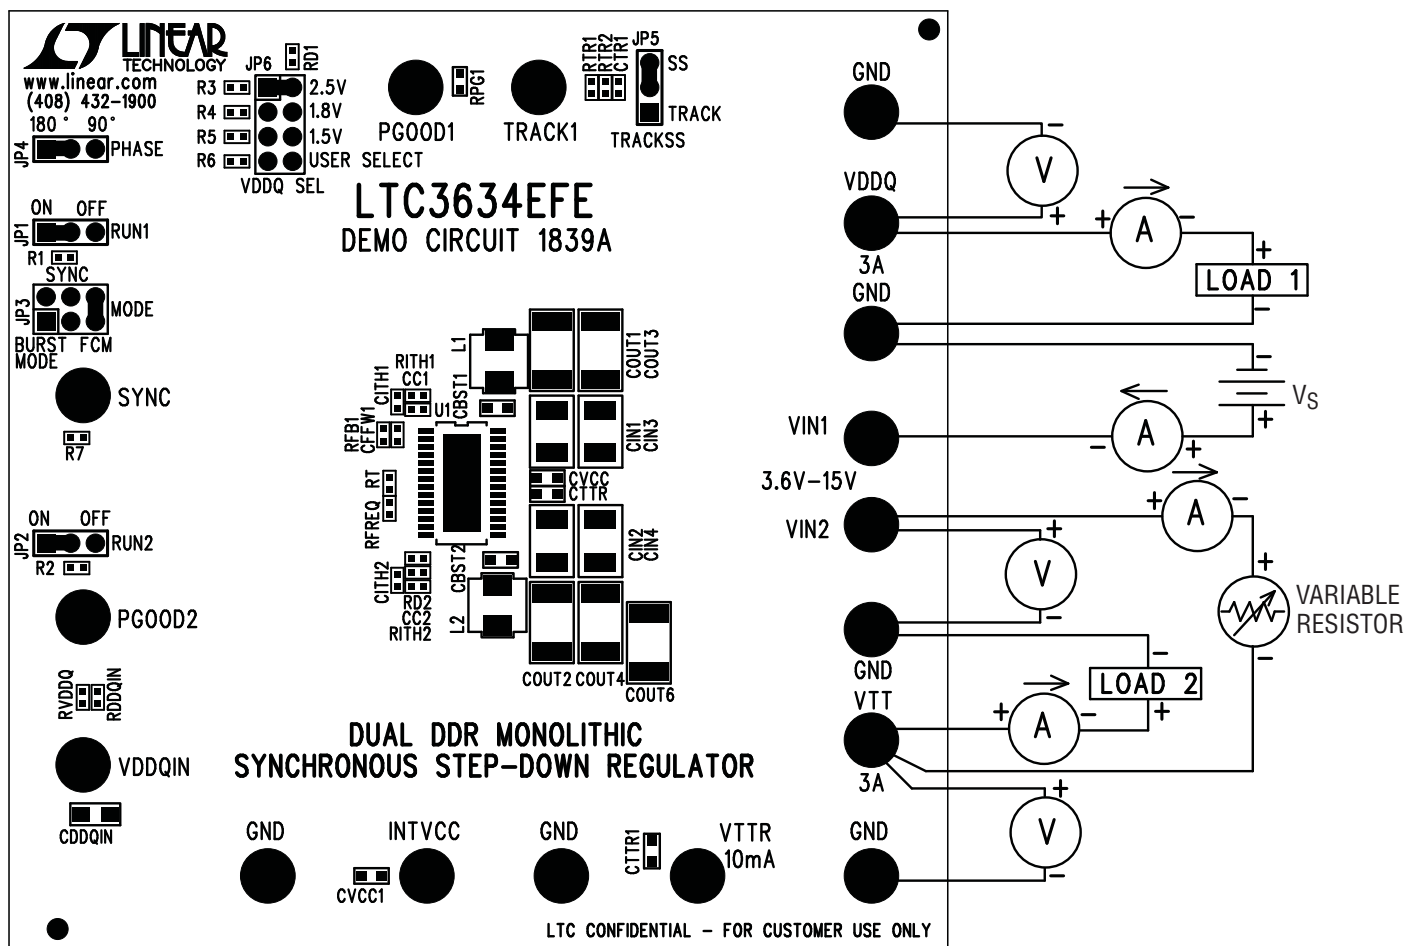 LINEAR
TECHNOLOGY
www.linear.com
(408) 432-1900
180° 90°
JP4
PHASE
JP6
RD1
R3
2.5V
R4
1.8V
R5
1.5V
R6
USER SELECT
VDDQ SEL
PGOOD1
RPG1
TRACK1
RTR1
RTR2
CTR1
JP5
SS
TRACK
TRACKSS
LTC3634EFE
DEMO CIRCUIT 1839A
ON OFF
JP1
RUN1
R1
SYNC
JP3
MODE
BURST FCM
MODE
SYNC
R7
ON OFF
JP2
RUN2
R2
PGOOD2
RVDDQ
RDDQIN
VDDQIN
CDDQIN
L1
COUT1
COUT3
RITH1
CC1
CITH1
U1
CBST1
RFB1
CFFW1
CIN1
CIN3
RT
RFREQ
CVCC
CTTR
CIN2
CIN4
CITH2
CBST2
RD2
CC2
RITH2
L2
COUT2 COUT4
COUT6
DUAL DDR MONOLITHIC
SYNCHRONOUS STEP-DOWN REGULATOR
GND
INTVCC
CVCC1
GND
CTTR1
VTTR
10mA
GND
LTC CONFIDENTIAL - FOR CUSTOMER USE ONLY
GND
VDDQ
3A
GND
VIN1
3.6V-15V
VIN2
GND
VTT
3A
-
V
+
+
A
-
+
LOAD 1
-
-
VS
+
-
A
+
+
A
-
+
V
-
+
VARIABLE
RESISTOR
-
-
LOAD 2
+
+
A
-
+
V
-